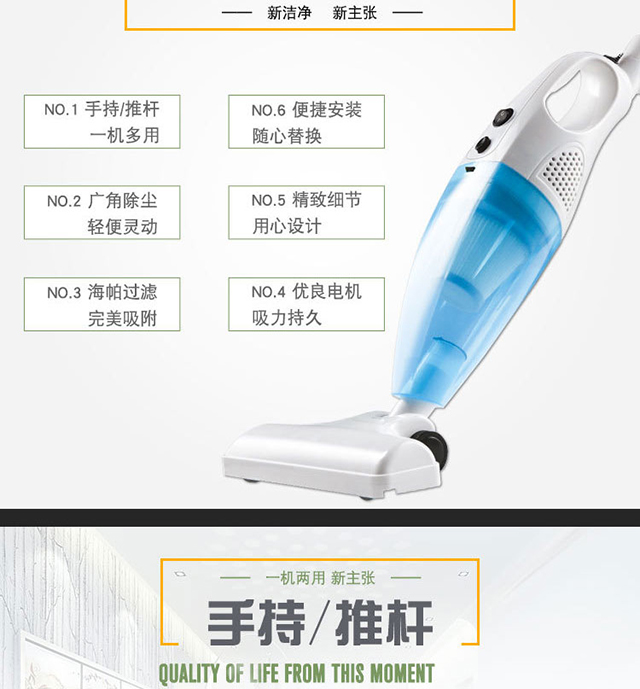 新洁净 新主张
NO.1 手持/推杆
一机多用
NO.6 便捷安装
随心替换
NO.2 广角除尘
轻便灵动
NO.5 精致细节
用心设计
NO.3 海帕过滤
完美吸附
NO.4 优良电机
吸力持久
一机两用 新主张
手持/推杆
QUALITY OF LIFE FROM THIS MOMENT